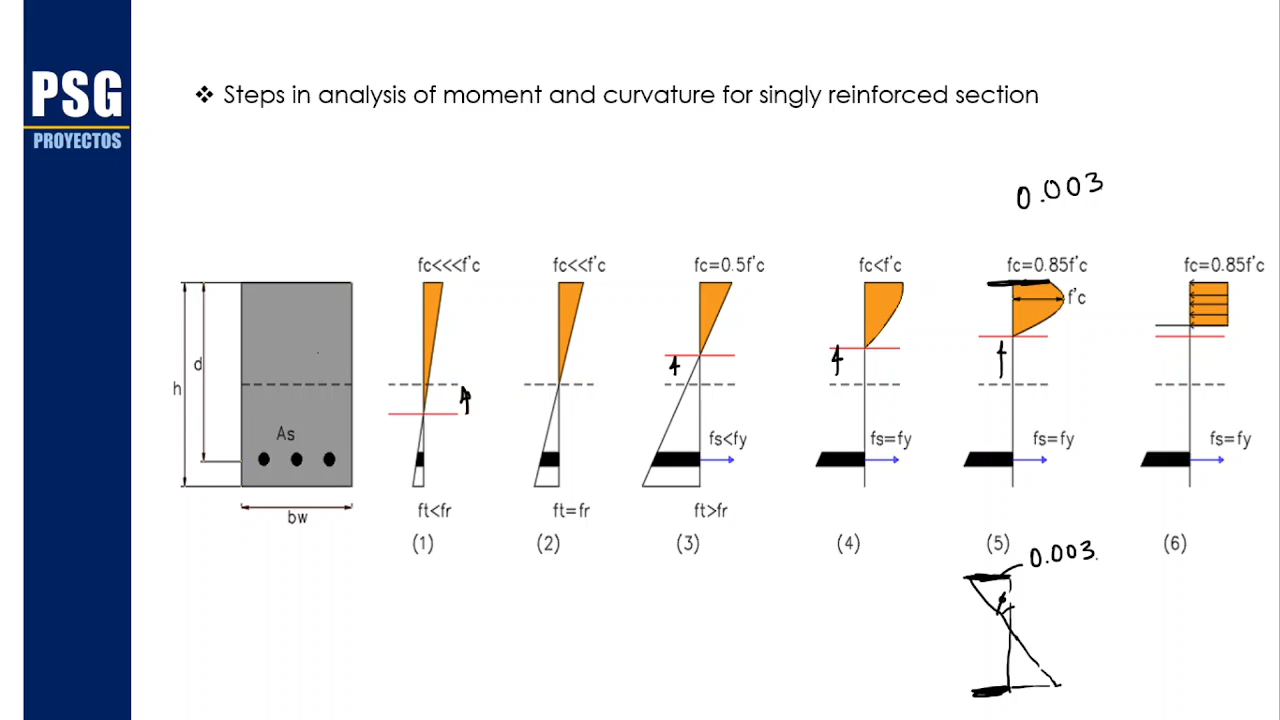 PSG
PROYECTOS
❖ Steps in analysis of moment and curvature for singly reinforced section
0.003
fc<<<f'c
fc<<f'c
fc=0.5f'c
fc<f'c
fc=0.85f'c
fc=0.85f'c
f'c
d
h
As
fs<fy
fs=fy
fs=fy
fs=fy
bw
ft<fr
ft=fr
ft>fr
(1)
(2)
(3)
(4)
(5)
(6)
0.003